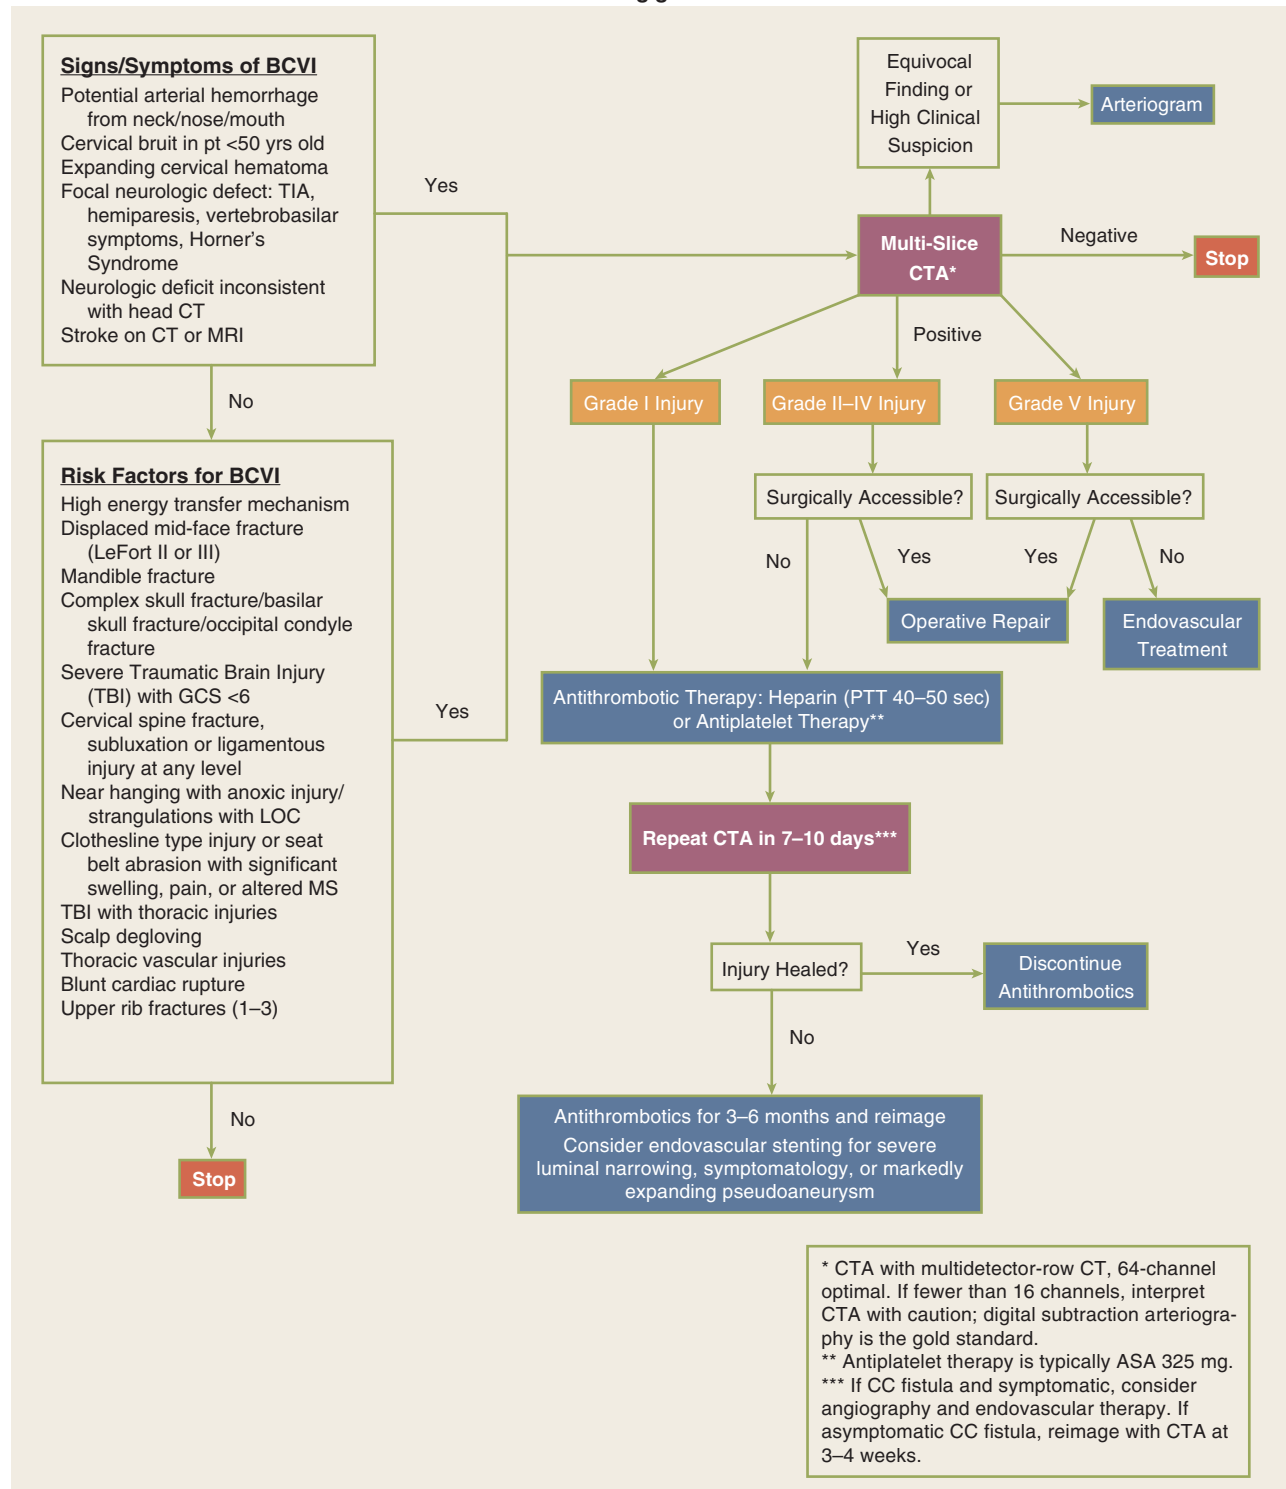 Signs/Symptoms of BCVI
Potential arterial hemorrhage
from neck/nose/mouth
Cervical bruit in pt <50 yrs old
Expanding cervical hematoma
Focal neurologic defect: TIA,
hemiparesis, vertebrobasilar
symptoms, Horner's
Syndrome
Neurologic deficit inconsistent
with head CT
Stroke on CT or MRI
Yes
No
Risk Factors for BCVI
High energy transfer mechanism
Displaced mid-face fracture
(LeFort II or III)
Mandible fracture
Complex skull fracture/basilar
skull fracture/occipital condyle
fracture
Severe Traumatic Brain Injury
(TBI) with GCS <6
Cervical spine fracture,
subluxation or ligamentous
injury at any level
Near hanging with anoxic injury/
strangulations with LOC
Clothesline type injury or seat
belt abrasion with significant
swelling, pain, or altered MS
TBI with thoracic injuries
Scalp degloving
Thoracic vascular injuries
Blunt cardiac rupture
Upper rib fractures (1–3)
Yes
No
Stop
Equivocal
Finding or
High Clinical
Suspicion
Arteriogram
Multi-Slice
CTA*
Negative
Stop
Positive
Grade I Injury
Grade II–IV Injury
Grade V Injury
Surgically Accessible?
Surgically Accessible?
No
Yes
Yes
No
Operative Repair
Endovascular
Treatment
Antithrombotic Therapy: Heparin (PTT 40–50 sec)
or Antiplatelet Therapy**
Repeat CTA in 7–10 days***
Injury Healed?
Yes
Discontinue
Antithrombotics
No
Antithrombotics for 3–6 months and reimage
Consider endovascular stenting for severe
luminal narrowing, symptomatology, or markedly
expanding pseudoaneurysm
* CTA with multidetector-row CT, 64-channel
optimal. If fewer than 16 channels, interpret
CTA with caution; digital subtraction arteriogra-
phy is the gold standard.
** Antiplatelet therapy is typically ASA 325 mg.
*** If CC fistula and symptomatic, consider
angiography and endovascular therapy. If
asymptomatic CC fistula, reimage with CTA at
3–4 weeks.